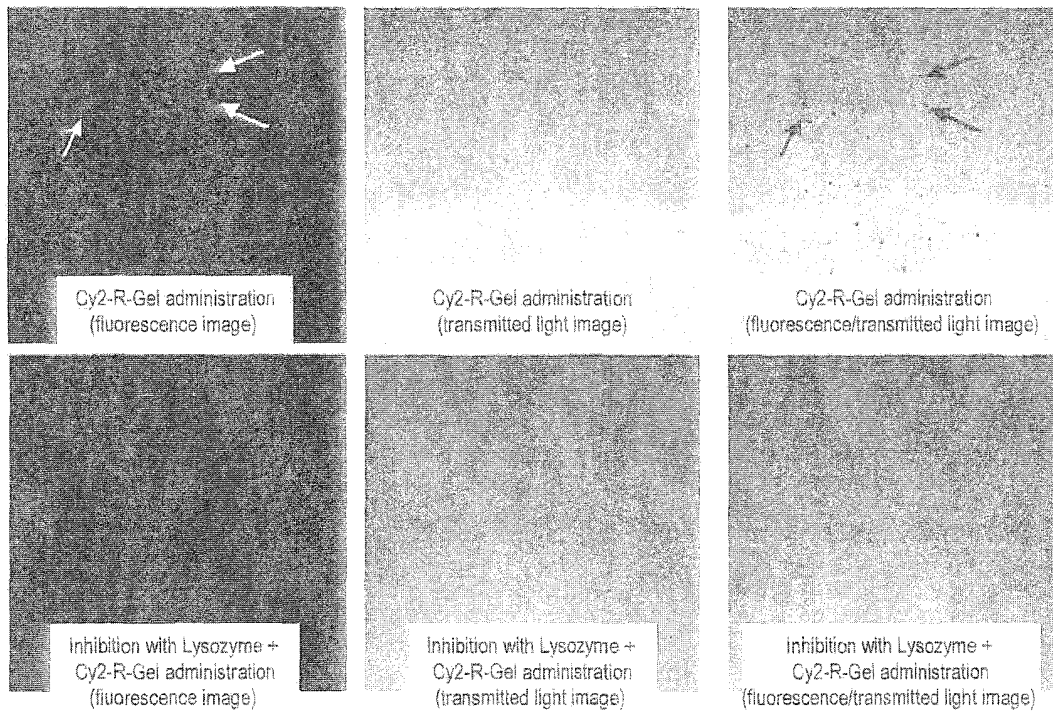 Cy2-R-Gel administration
(fluorescence image)
Cy2-R-Gel administration
(transmitted light image)
Cy2-R-Gel administration
(fluorescence/transmitted light image)
Inhibition with Lysozyme +
Cy2-R-Gel administration
(fluorescence image)
Inhibition with Lysozyme +
Cy2-R-Gel administration
(transmitted light image)
Inhibition with Lysozyme +
Cy2-R-Gel administration
(fluorescence/transmitted light image)